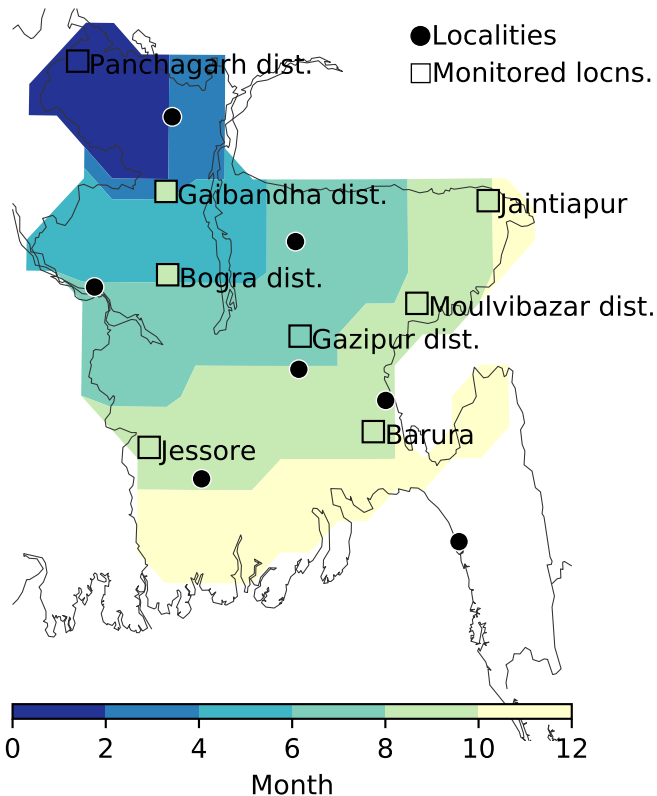 Localities
Monitored locns.
Panchagarh dist.
Gaibandha dist.
Jaintiapur
Bogra dist.
Moulvibazar dist.
Gazipur dist.
Barura
Jessore
0 2 4 6 8 10 12
Month